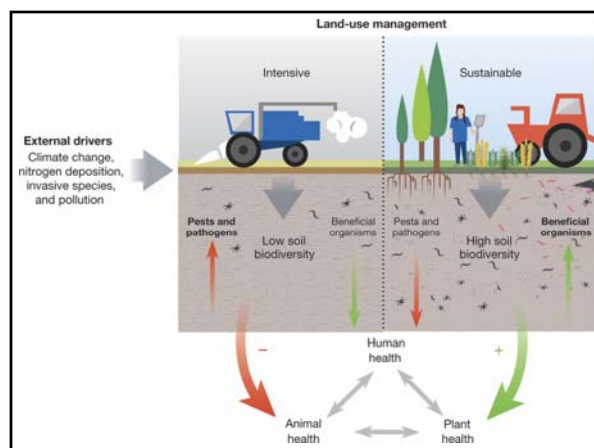 Land-use management
Intensive
Sustainable
External drivers
Climate change,
nitrogen deposition,
invasive species,
and pollution
Pests and
pathogens
Low soil
biodiversity
Beneficial
organisms
Pests and
pathogens
High soil
biodiversity
Beneficial
organisms
−
+
Human
health
Animal
health
Plant
health